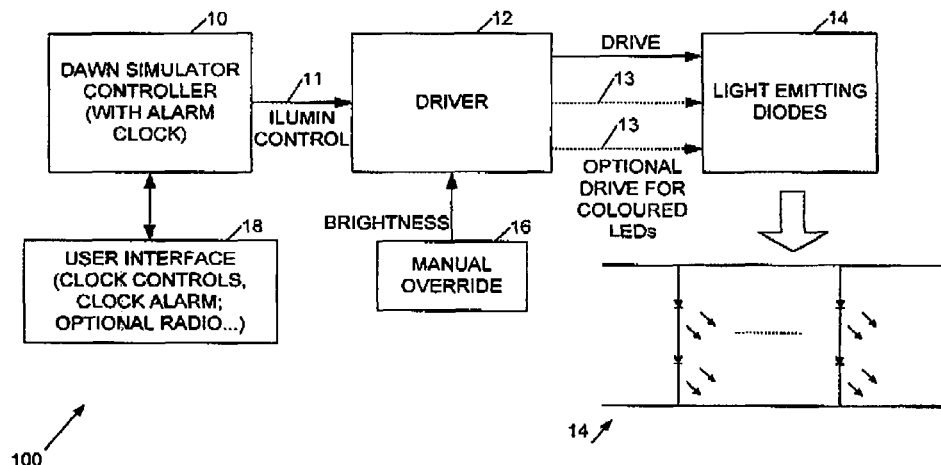 10
DAWN SIMULATOR
CONTROLLER
(WITH ALARM
CLOCK)
11
ILUMIN
CONTROL
12
DRIVER
DRIVE
13
13
OPTIONAL
DRIVE FOR
COLOURED
LEDs
14
LIGHT EMITTING
DIODES
18
USER INTERFACE
(CLOCK CONTROLS,
CLOCK ALARM;
OPTIONAL RADIO...)
BRIGHTNESS
16
MANUAL
OVERRIDE
14
100